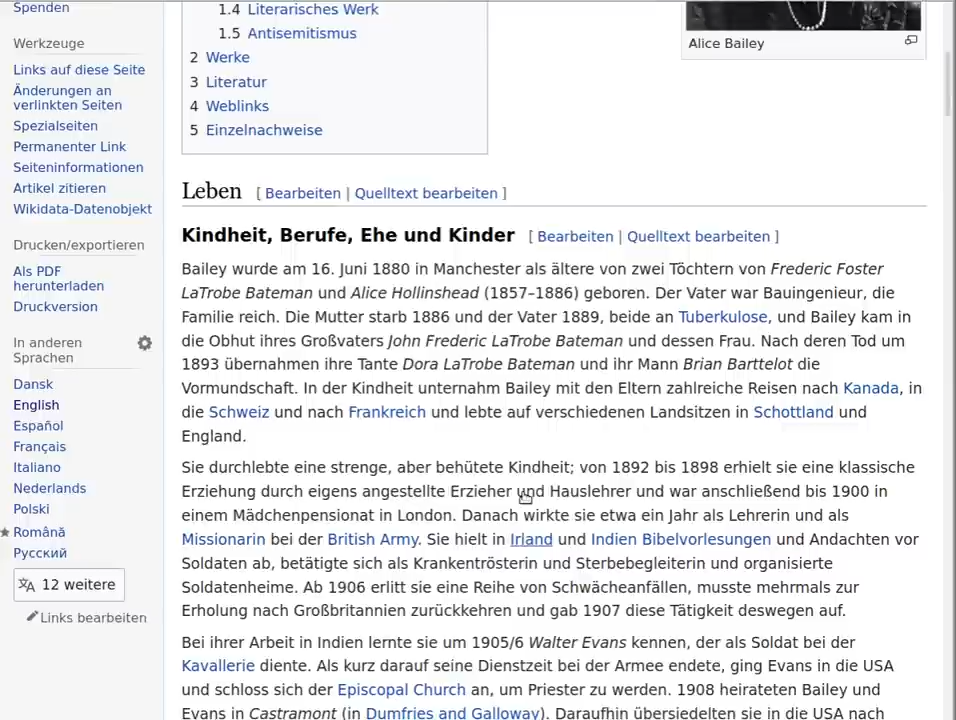 Spenden
Werkzeuge
Links auf diese Seite
Änderungen an
verlinkten Seiten
Spezialseiten
Permanenter Link
Seiteninformationen
Artikel zitieren
Wikidata-Datenobjekt
Drucken/exportieren
Als PDF
herunterladen
Druckversion
In anderen
Sprachen
Dansk
English
Español
Français
Italiano
Nederlands
Polski
Română
Русский
12 weitere
Links bearbeiten
1.4 Literarisches Werk
1.5 Antisemitismus
2 Werke
3 Literatur
4 Weblinks
5 Einzelnachweise
Alice Bailey
Leben [ Bearbeiten | Quelltext bearbeiten ]
Kindheit, Berufe, Ehe und Kinder [ Bearbeiten | Quelltext bearbeiten ]
Bailey wurde am 16. Juni 1880 in Manchester als ältere von zwei Töchtern von Frederic Foster
LaTrobe Bateman und Alice Hollinshead (1857–1886) geboren. Der Vater war Bauingenieur, die
Familie reich. Die Mutter starb 1886 und der Vater 1889, beide an Tuberkulose, und Bailey kam in
die Obhut ihres Großvaters John Frederic LaTrobe Bateman und dessen Frau. Nach deren Tod um
1893 übernahmen ihre Tante Dora LaTrobe Bateman und ihr Mann Brian Barttelot die
Vormundschaft. In der Kindheit unternahm Bailey mit den Eltern zahlreiche Reisen nach Kanada, in
die Schweiz und nach Frankreich und lebte auf verschiedenen Landsitzen in Schottland und
England.
Sie durchlebte eine strenge, aber behütete Kindheit; von 1892 bis 1898 erhielt sie eine klassische
Erziehung durch eigens angestellte Erzieher und Hauslehrer und war anschließend bis 1900 in
einem Mädchenpensionat in London. Danach wirkte sie etwa ein Jahr als Lehrerin und als
Missionarin bei der British Army. Sie hielt in Irland und Indien Bibelvorlesungen und Andachten vor
Soldaten ab, betätigte sich als Krankentrösterin und Sterbebegleiterin und organisierte
Soldatenheime. Ab 1906 erlitt sie eine Reihe von Schwächeanfällen, musste mehrmals zur
Erholung nach Großbritannien zurückkehren und gab 1907 diese Tätigkeit deswegen auf.
Bei ihrer Arbeit in Indien lernte sie um 1905/6 Walter Evans kennen, der als Soldat bei der
Kavallerie diente. Als kurz darauf seine Dienstzeit bei der Armee endete, ging Evans in die USA
und schloss sich der Episcopal Church an, um Priester zu werden. 1908 heirateten Bailey und
Evans in Castramont (in Dumfries and Galloway). Daraufhin übersiedelten sie in die USA nach